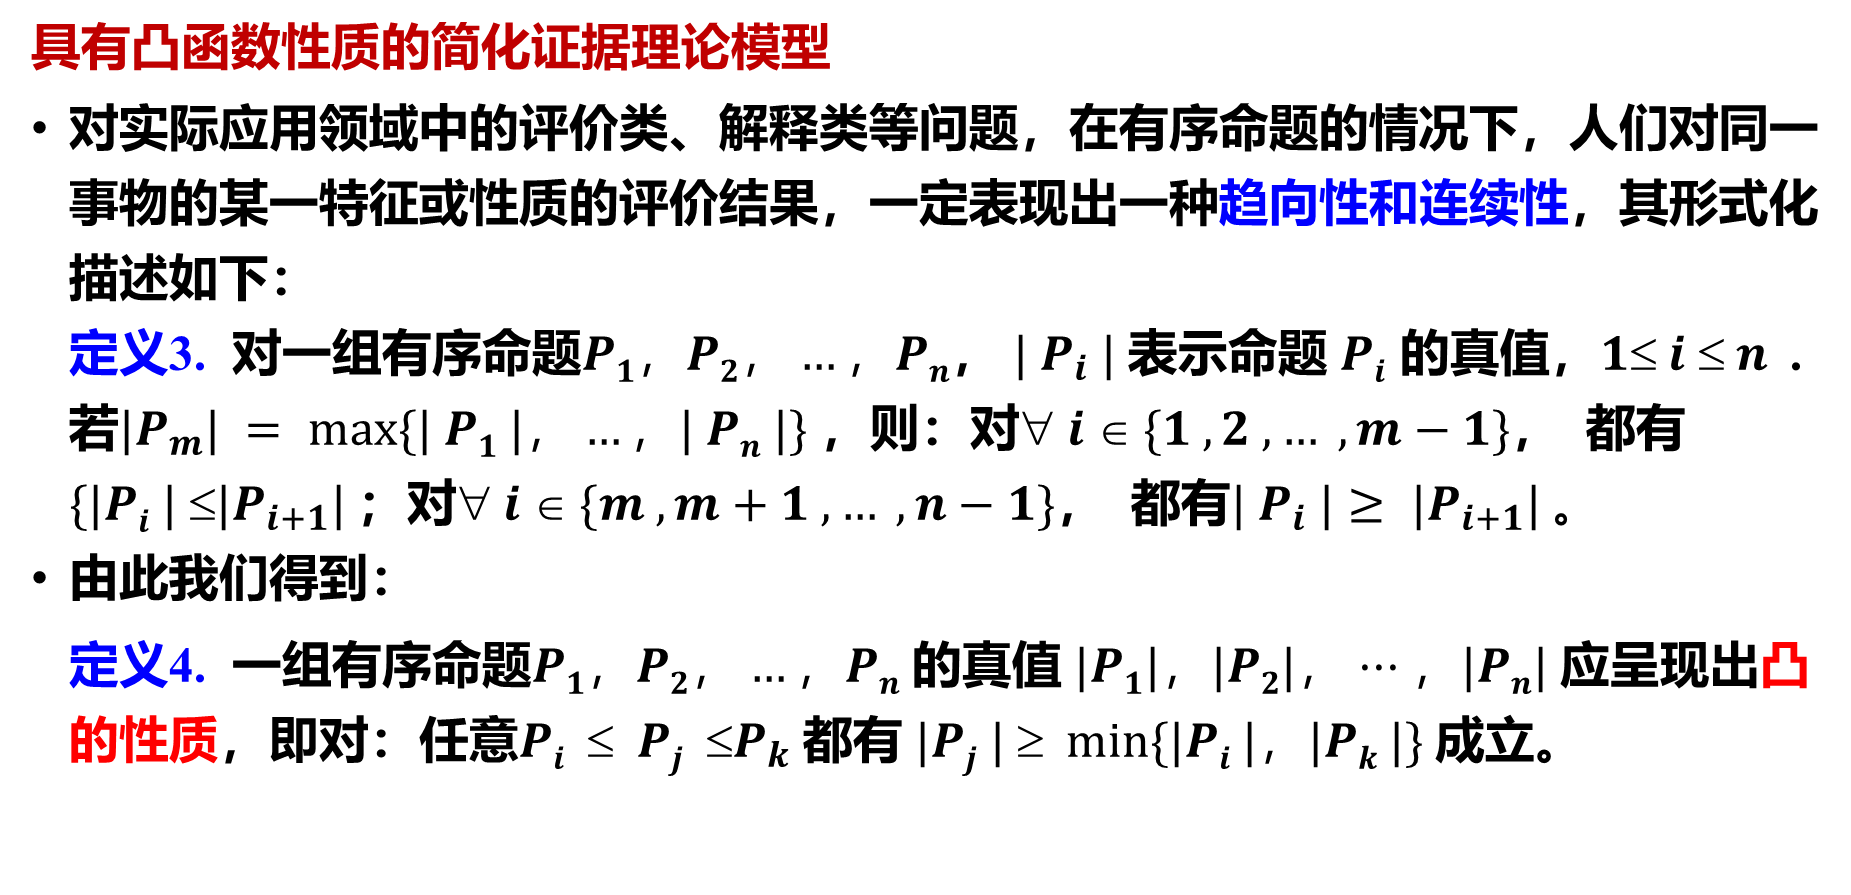 具有凸函数性质的简化证据理论模型
• 对实际应用领域中的评价类、解释类等问题，在有序命题的情况下，人们对同一
事物的某一特征或性质的评价结果，一定表现出一种趋向性和连续性，其形式化
描述如下：
定义3. 对一组有序命题P₁， P₂， … ， Pₙ， | Pᵢ | 表示命题 Pᵢ 的真值， 1≤ i ≤ n .
若|Pₘ| = max{| P₁ |， … ， | Pₙ |} ，则：对∀ i ∈ {1 ,2 ,… ,m − 1}， 都有
{|Pᵢ | ≤|Pᵢ₊₁| ；对∀ i ∈ {m ,m + 1 ,… ,n − 1}， 都有| Pᵢ | ≥ |Pᵢ₊₁| 。
• 由此我们得到：
定义4. 一组有序命题P₁， P₂， … ， Pₙ 的真值 |P₁|， |P₂|， ⋯ ， |Pₙ| 应呈现出凸
的性质，即对：任意Pᵢ ≤ Pⱼ ≤Pₖ 都有 |Pⱼ | ≥ min{|Pᵢ |， |Pₖ |} 成立。